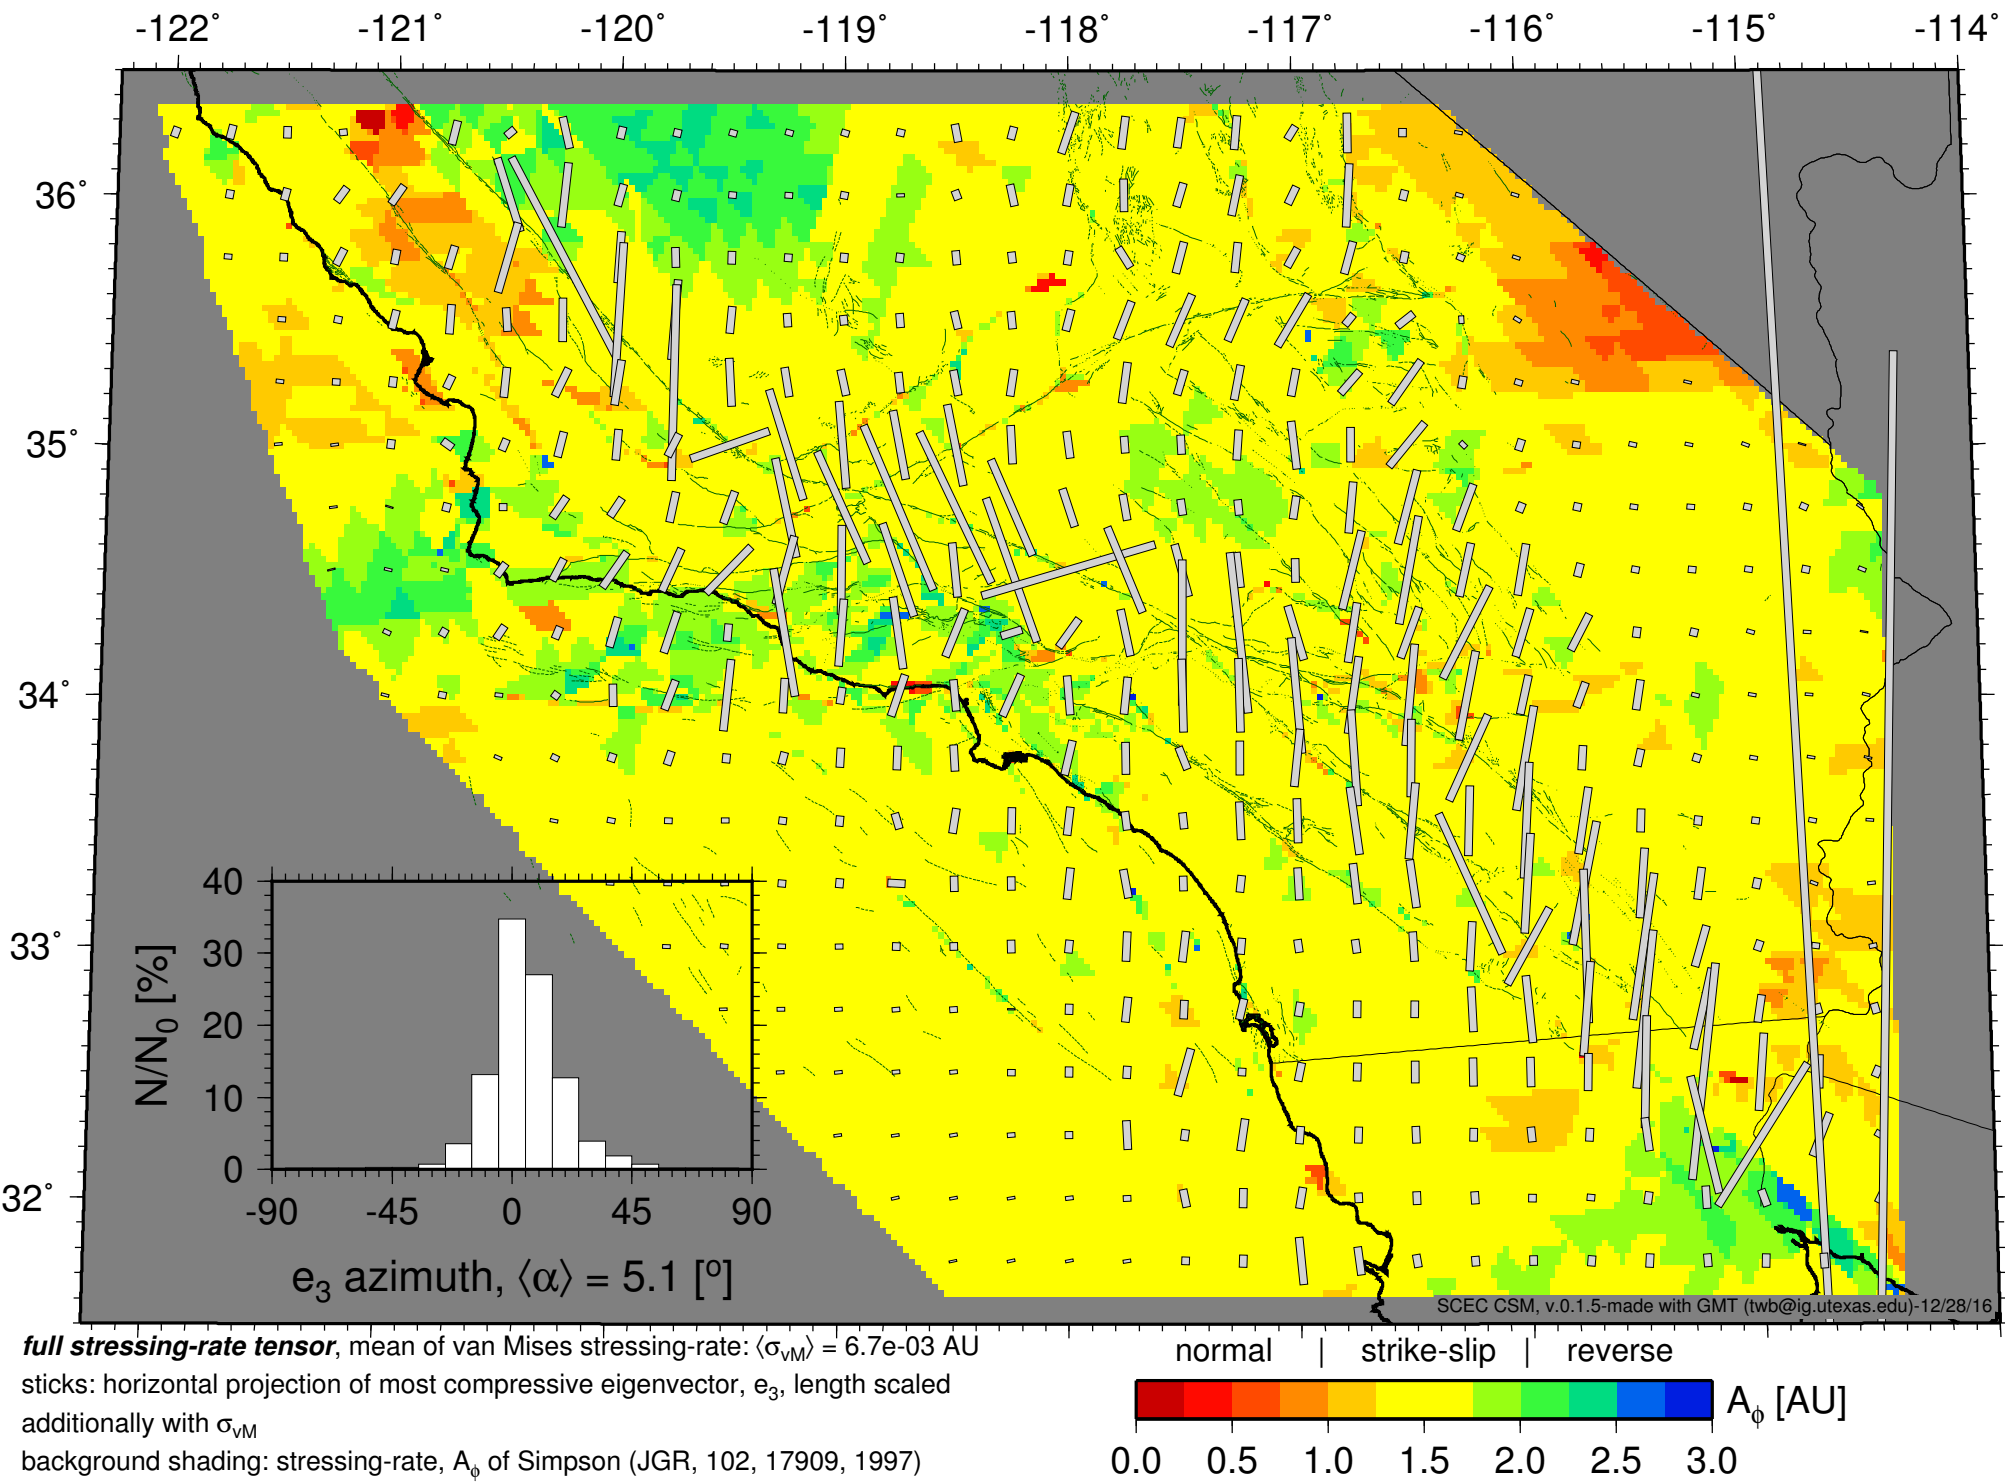 -122° -121° -120° -119° -118° -117° -116° -115° -114°
36°
35°
34°
33°
32°
40
30
20
10
0
N/N0 [%]
-90 -45 0 45 90
e3 azimuth, ⟨α⟩ = 5.1 [º]
SCEC CSM, v.0.1.5-made with GMT (twb@ig.utexas.edu)-12/28/16
full stressing-rate tensor, mean of van Mises stressing-rate: ⟨σvM⟩ = 6.7e-03 AU
sticks: horizontal projection of most compressive eigenvector, e3, length scaled
additionally with σvM
background shading: stressing-rate, Aϕ of Simpson (JGR, 102, 17909, 1997)
normal | strike-slip | reverse
Aϕ [AU]
0.0 0.5 1.0 1.5 2.0 2.5 3.0